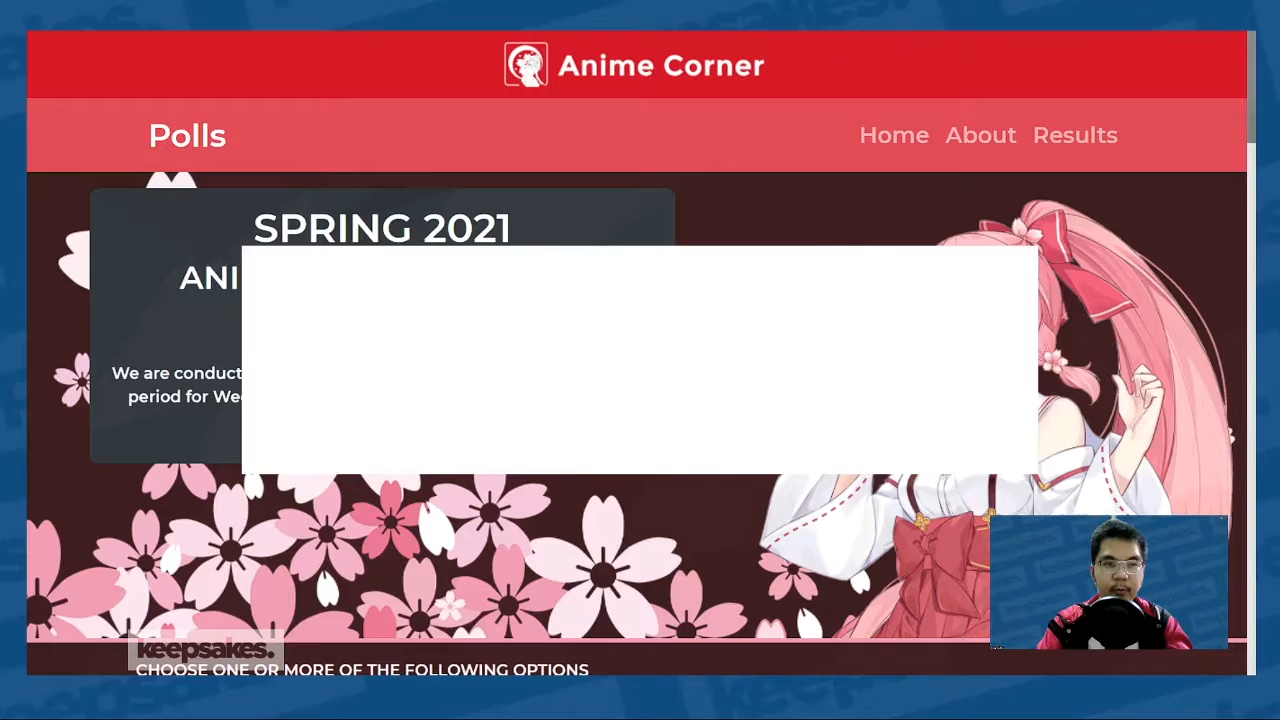 Anime Corner
Polls
Home About Results
SPRING 2021
ANI
We are conduct
period for We
keepsakes.
CHOOSE ONE OR MORE OF THE FOLLOWING OPTIONS